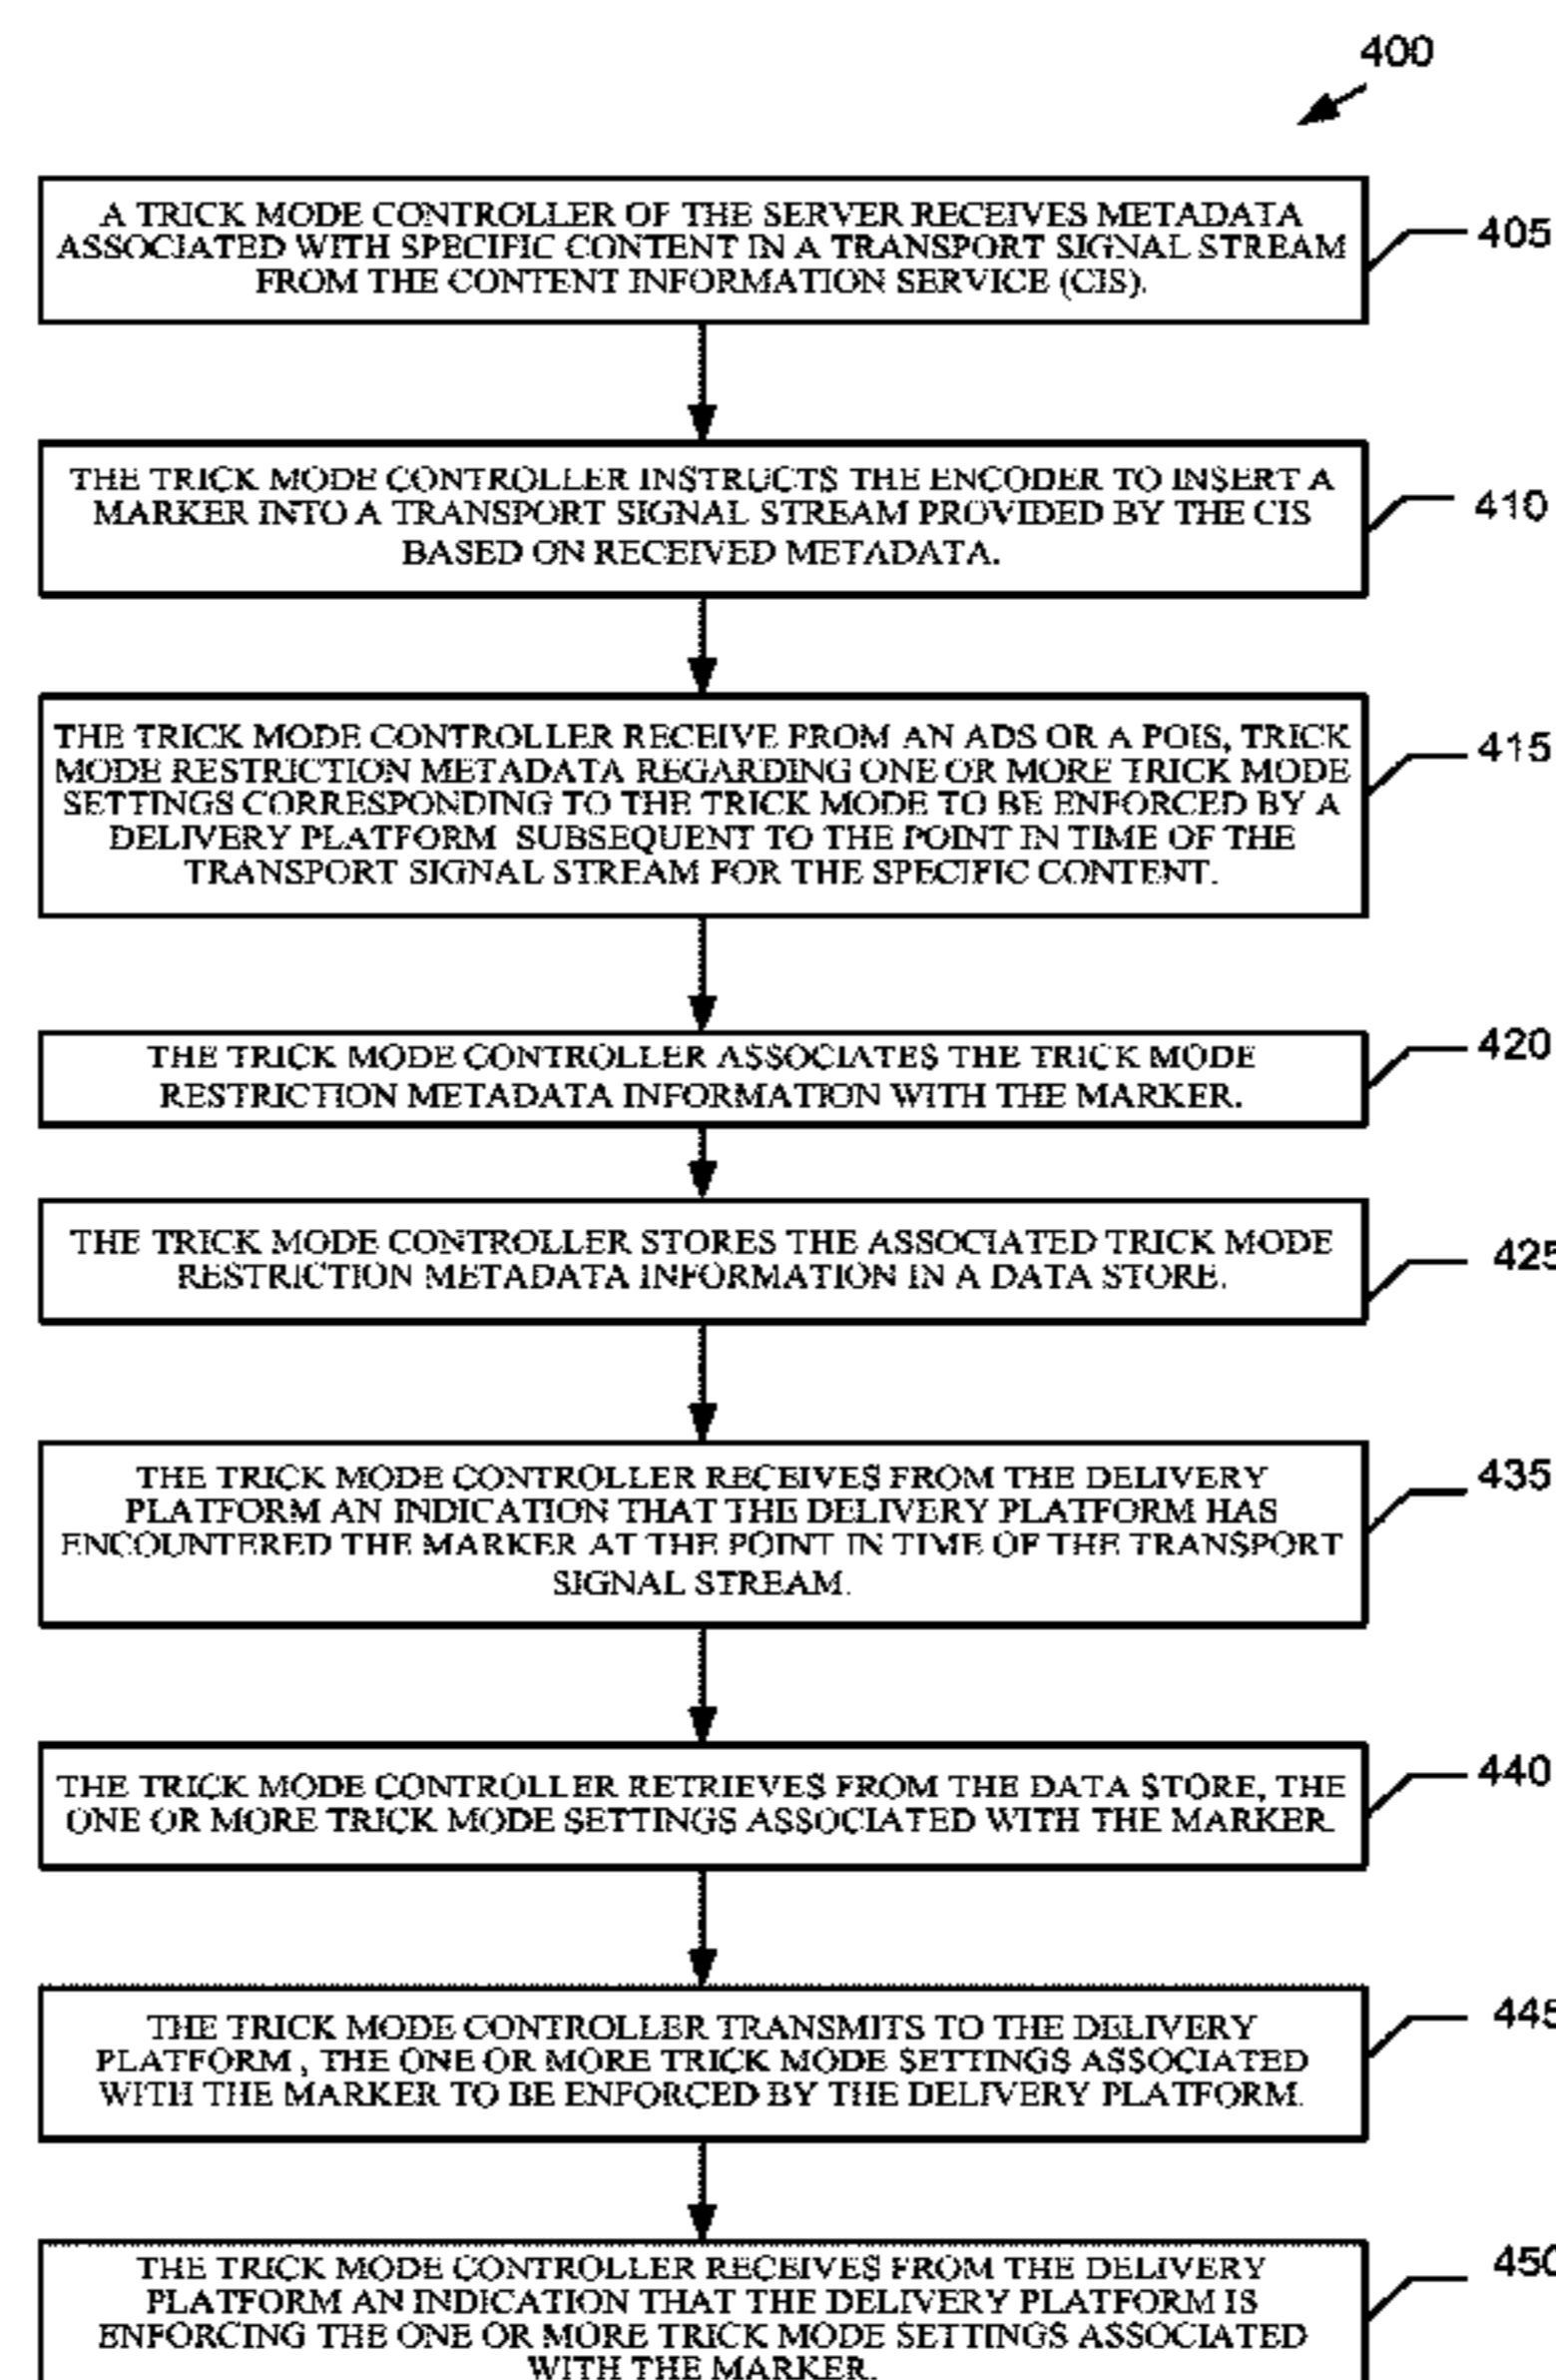 400
A TRICK MODE CONTROLLER OF THE SERVER RECEIVES METADATA
ASSOCIATED WITH SPECIFIC CONTENT IN A TRANSPORT SIGNAL STREAM
FROM THE CONTENT INFORMATION SERVICE (CIS).
405
THE TRICK MODE CONTROLLER INSTRUCTS THE ENCODER TO INSERT A
MARKER INTO A TRANSPORT SIGNAL STREAM PROVIDED BY THE CIS
BASED ON RECEIVED METADATA.
410
THE TRICK MODE CONTROLLER RECEIVE FROM AN ADS OR A POIS, TRICK
MODE RESTRICTION METADATA REGARDING ONE OR MORE TRICK MODE
SETTINGS CORRESPONDING TO THE TRICK MODE TO BE ENFORCED BY A
DELIVERY PLATFORM SUBSEQUENT TO THE POINT IN TIME OF THE
TRANSPORT SIGNAL STREAM FOR THE SPECIFIC CONTENT.
415
THE TRICK MODE CONTROLLER ASSOCIATES THE TRICK MODE
RESTRICTION METADATA INFORMATION WITH THE MARKER.
420
THE TRICK MODE CONTROLLER STORES THE ASSOCIATED TRICK MODE
RESTRICTION METADATA INFORMATION IN A DATA STORE.
425
THE TRICK MODE CONTROLLER RECEIVES FROM THE DELIVERY
PLATFORM AN INDICATION THAT THE DELIVERY PLATFORM HAS
ENCOUNTERED THE MARKER AT THE POINT IN TIME OF THE TRANSPORT
SIGNAL STREAM.
435
THE TRICK MODE CONTROLLER RETRIEVES FROM THE DATA STORE, THE
ONE OR MORE TRICK MODE SETTINGS ASSOCIATED WITH THE MARKER.
440
THE TRICK MODE CONTROLLER TRANSMITS TO THE DELIVERY
PLATFORM , THE ONE OR MORE TRICK MODE SETTINGS ASSOCIATED
WITH THE MARKER TO BE ENFORCED BY THE DELIVERY PLATFORM.
445
THE TRICK MODE CONTROLLER RECEIVES FROM THE DELIVERY
PLATFORM AN INDICATION THAT THE DELIVERY PLATFORM IS
ENFORCING THE ONE OR MORE TRICK MODE SETTINGS ASSOCIATED
WITH THE MARKER.
450